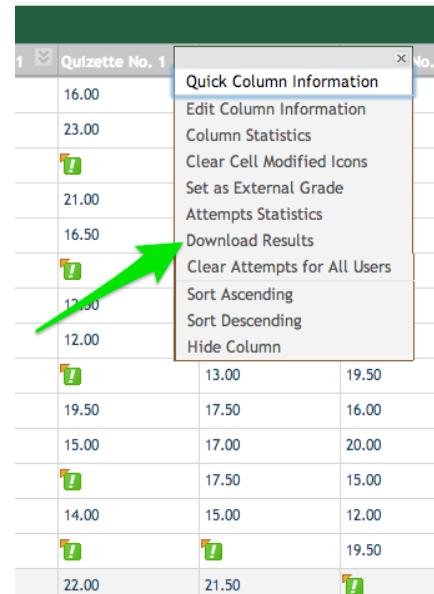 1 Quizette No. 1 No.
16.00
23.00
21.00
16.50
12.00
Quick Column Information
Edit Column Information
Column Statistics
Clear Cell Modified Icons
Set as External Grade
Attempts Statistics
Download Results
Clear Attempts for All Users
Sort Ascending
Sort Descending
Hide Column
13.00 19.50
19.50 17.50 16.00
15.00 17.00 20.00
17.50 15.00
14.00 15.00 12.00
19.50
22.00 21.50